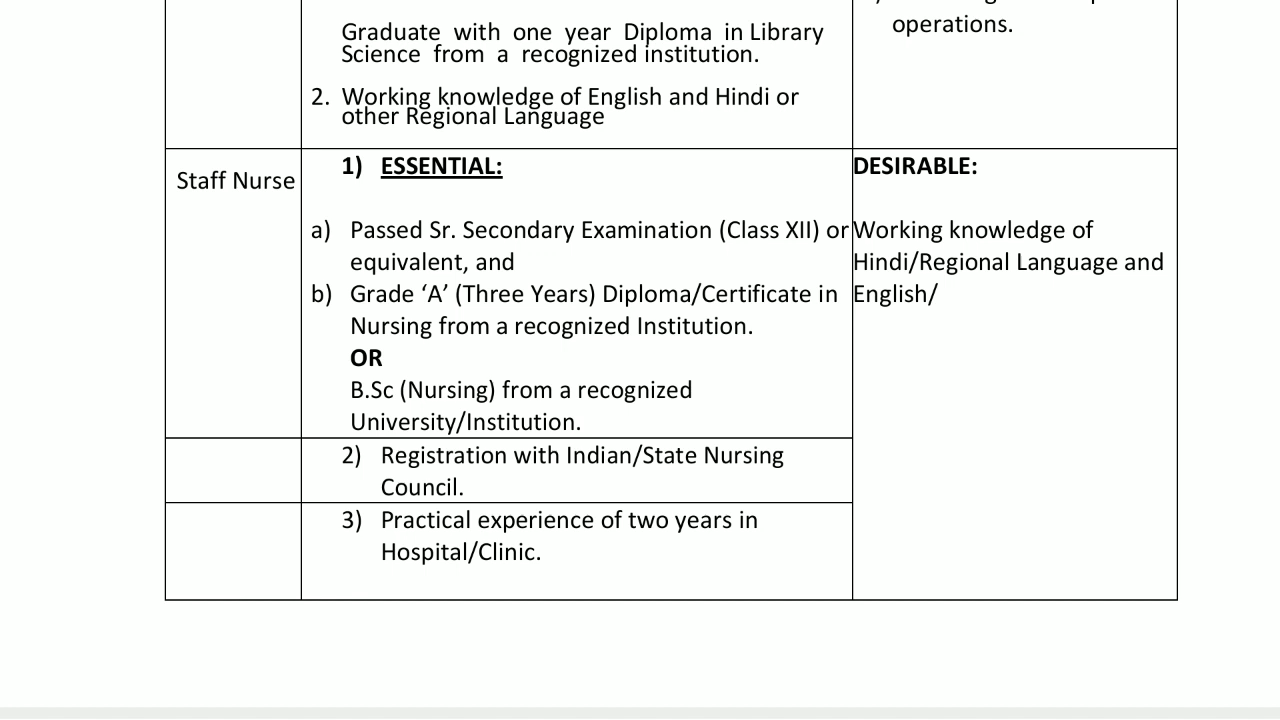 operations.
Graduate with one year Diploma in Library
Science from a recognized institution.
2. Working knowledge of English and Hindi or
other Regional Language
Staff Nurse
1) ESSENTIAL:
a) Passed Sr. Secondary Examination (Class XII) or
equivalent, and
b) Grade ‘A’ (Three Years) Diploma/Certificate in
Nursing from a recognized Institution.
OR
B.Sc (Nursing) from a recognized
University/Institution.
2) Registration with Indian/State Nursing
Council.
3) Practical experience of two years in
Hospital/Clinic.
DESIRABLE:
Working knowledge of
Hindi/Regional Language and
English/